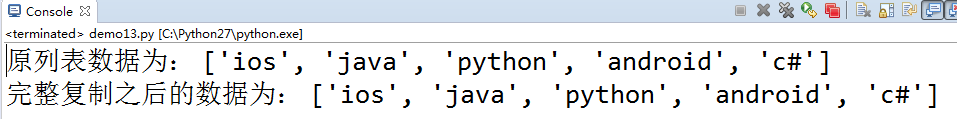 Console
<terminated> demo13.py [C:\Python27\python.exe]
原列表数据为：['ios', 'java', 'python', 'android', 'c#']
完整复制之后的数据为：['ios', 'java', 'python', 'android', 'c#']